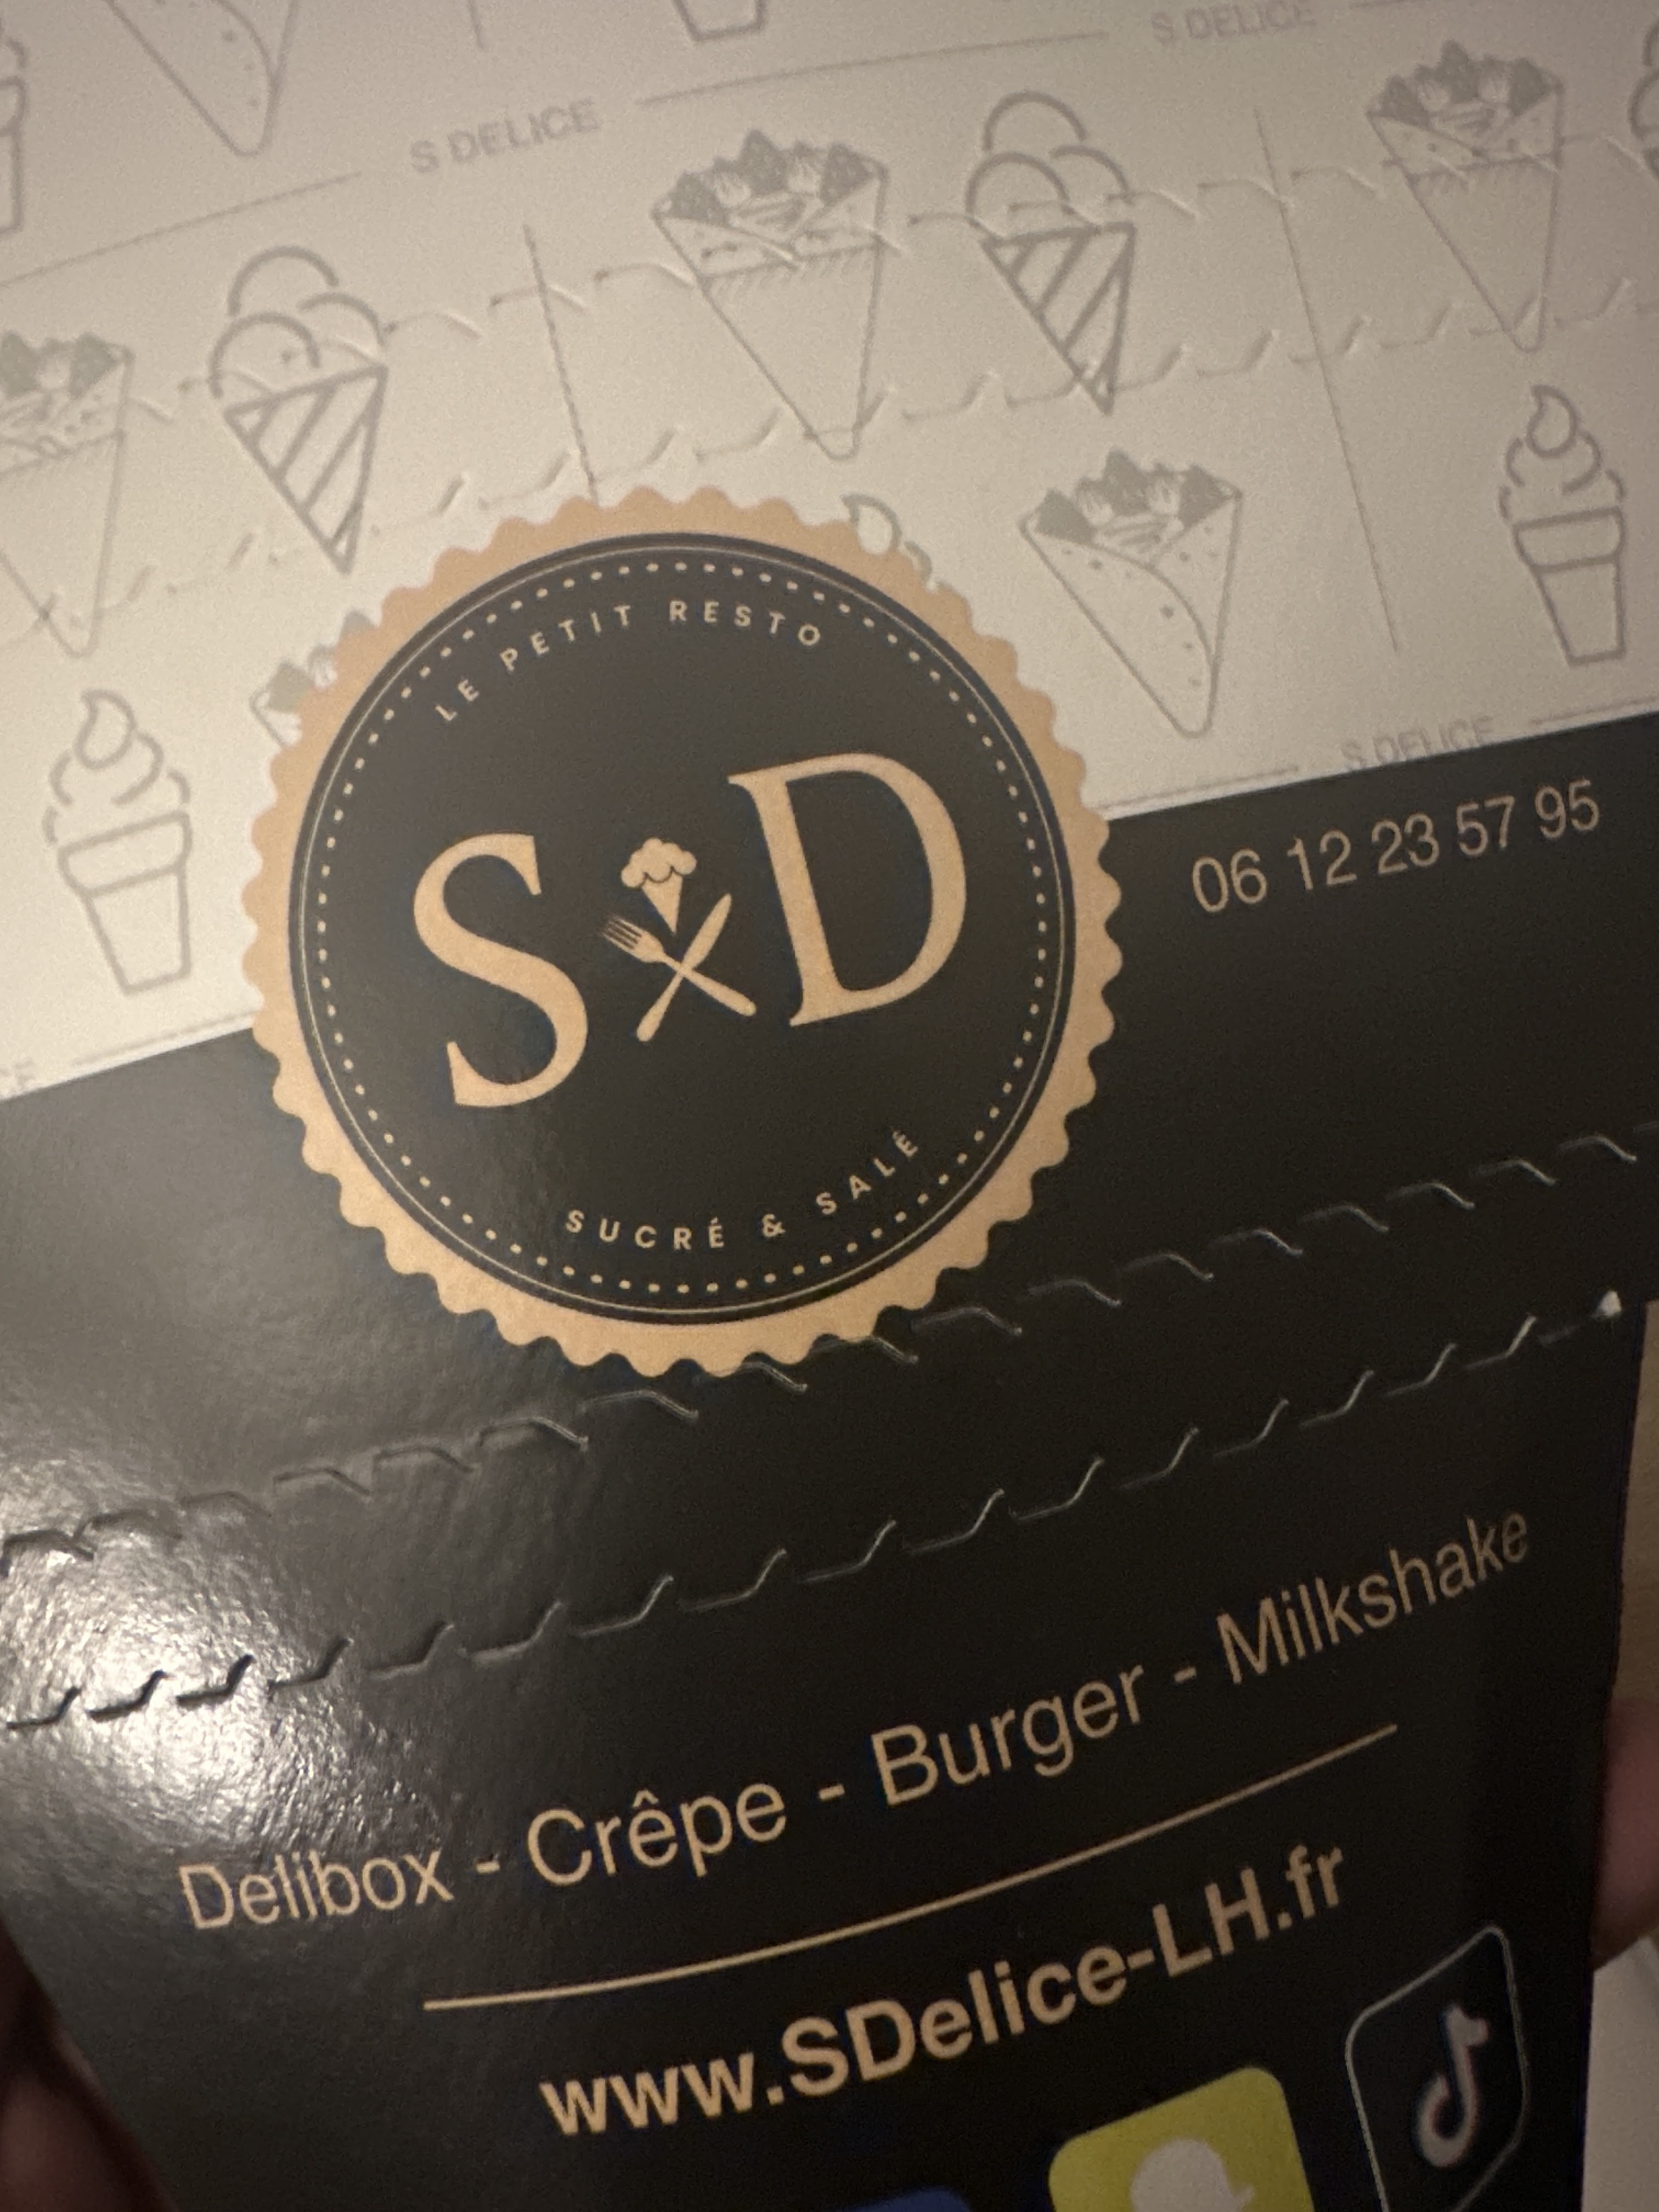 S DELICE
S DELICE
LE PETIT RESTO
S D
SUCRÉ & SALÉ
S DELICE
06 12 23 57 95
Delibox - Crêpe - Burger - Milkshake
www.SDelice-LH.fr